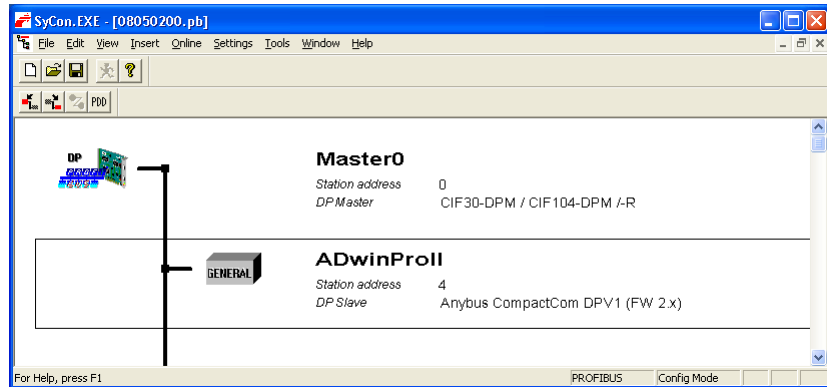 SyCon.EXE - [08050200.pb]
File Edit View Insert Online Settings Tools Window Help
PDD
DP
Master0
Station address 0
DP Master CIF30-DPM / CIF104-DPM /-R
GENERAL
ADwinProII
Station address 4
DP Slave Anybus CompactCom DPV1 (FW 2.x)
For Help, press F1 PROFIBUS Config Mode